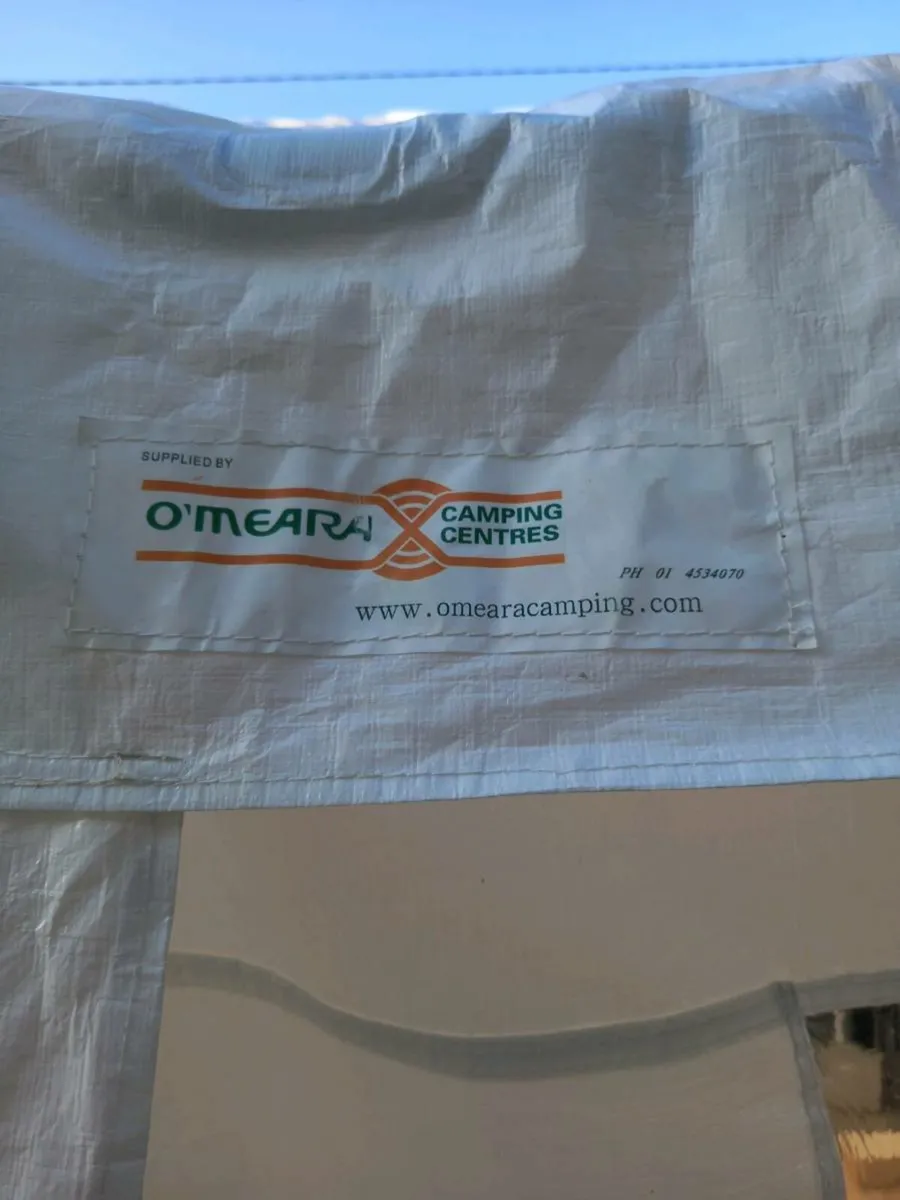 SUPPLIED BY
O'MEARA
CAMPING
CENTRES
PH 01 4534070
www.omearacamping.com